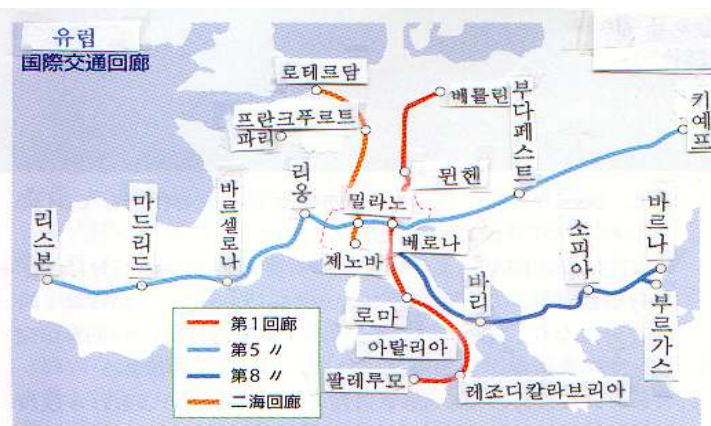 유럽
国際交通回廊
로테르담
프란크푸르트
파리
베를린
부다페스트
키예프
뮌헨
리옹
밀라노
바르셀로나
마드리드
리스본
제노바
베로나
소피아
바르나
바리
부르가스
로마
아탈리아
팔레루모
레조디칼라브리아
第1回廊
第5 〃
第8 〃
二海回廊